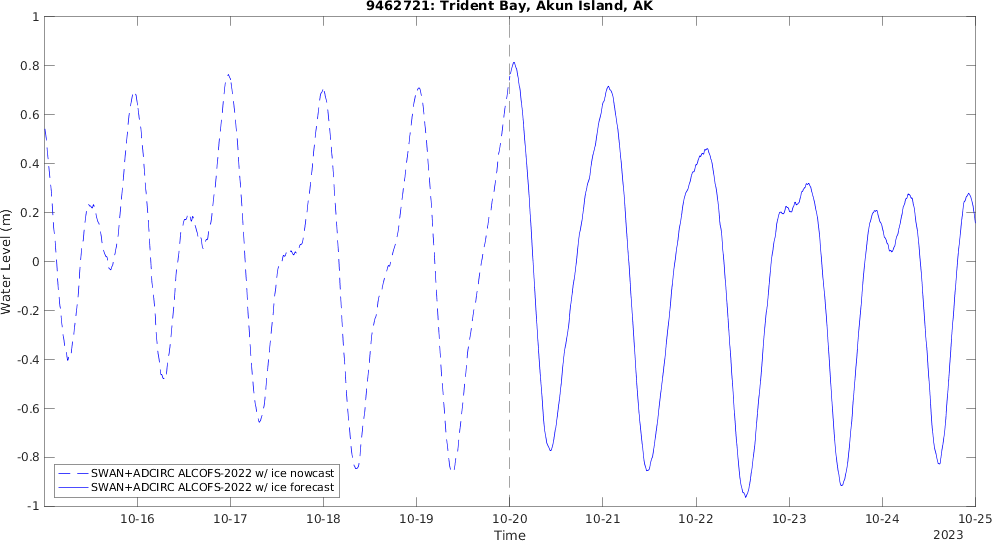 9462721: Trident Bay, Akun Island, AK
1
0.8
0.6
0.4
0.2
0
-0.2
-0.4
-0.6
-0.8
-1
Water Level (m)
SWAN+ADCIRC ALCOFS-2022 w/ ice nowcast
SWAN+ADCIRC ALCOFS-2022 w/ ice forecast
10-16 10-17 10-18 10-19 10-20 10-21 10-22 10-23 10-24 10-25
Time
2023